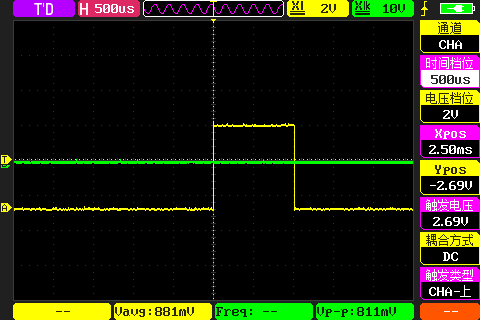 T'D
H 500us
X1 2V
X1k 10V
通道
CHA
时间档位
500us
电压档位
2V
Xpos
2.50ms
Ypos
-2.69V
触发电压
2.69V
耦合方式
DC
触发类型
CHA-上
T
A
--
Vavg:881mV
Freq: --
Vp-p:811mV
--